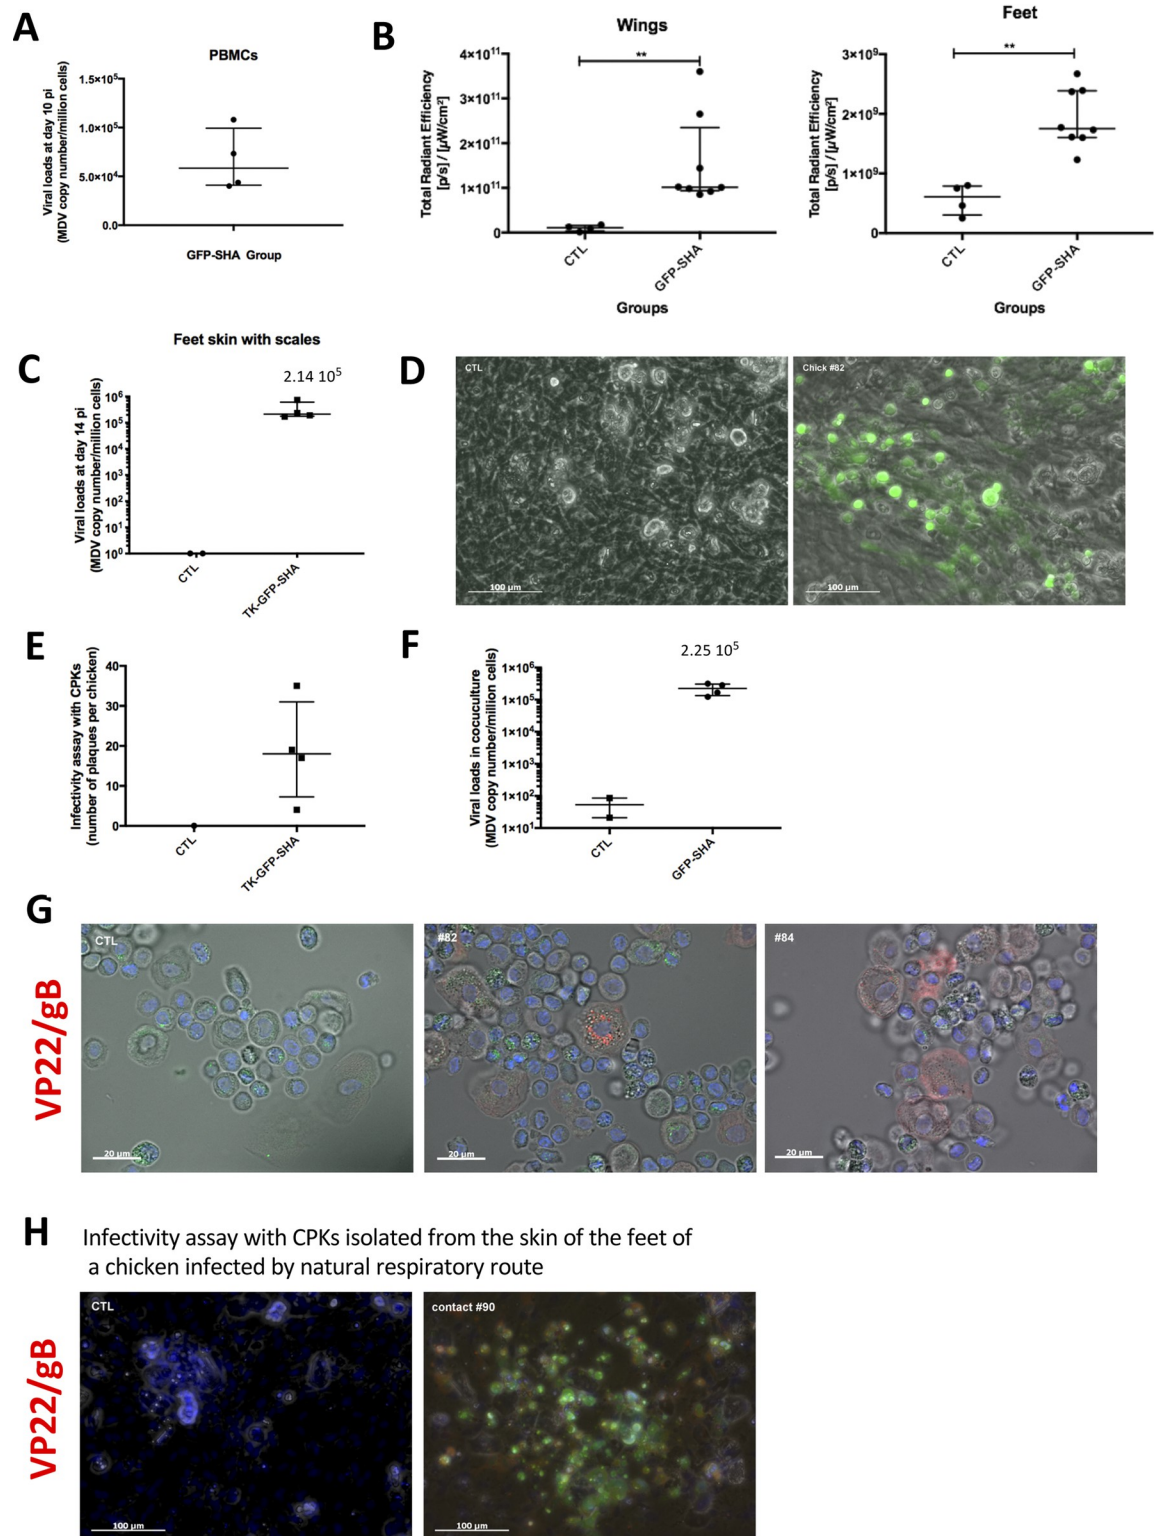 A
PBMCs
Viral loads at day 10 pi
(MDV copy number/million cells)
1.5×10⁵
1.0×10⁵
5.0×10⁴
0.0
GFP-SHA Group
B
Wings
Total Radiant Efficiency
[p/s] / [µW/cm²]
4×10¹¹
3×10¹¹
2×10¹¹
1×10¹¹
0
**
CTL
GFP-SHA
Groups
Feet
Total Radiant Efficiency
[p/s] / [µW/cm²]
3×10⁹
2×10⁹
1×10⁹
0
**
CTL
GFP-SHA
Groups
C
Feet skin with scales
2.14 10⁵
Viral loads at day 14 pi
(MDV copy number/million cells)
10⁶
10⁵
10⁴
10³
10²
10¹
10⁰
CTL
TK-GFP-SHA
D
CTL
100 µm
Chick #82
100 µm
E
Infectivity assay with CPKs
(number of plaques per chicken)
40
30
20
10
0
CTL
TK-GFP-SHA
F
2.25 10⁵
Viral loads in cocuculture
(MDV copy number/million cells)
1×10⁶
1×10⁵
1×10⁴
1×10³
1×10²
1×10¹
CTL
GFP-SHA
G
VP22/gB
CTL
20 µm
#82
20 µm
#84
20 µm
H
Infectivity assay with CPKs isolated from the skin of the feet of
a chicken infected by natural respiratory route
VP22/gB
CTL
100 µm
contact #90
100 µm